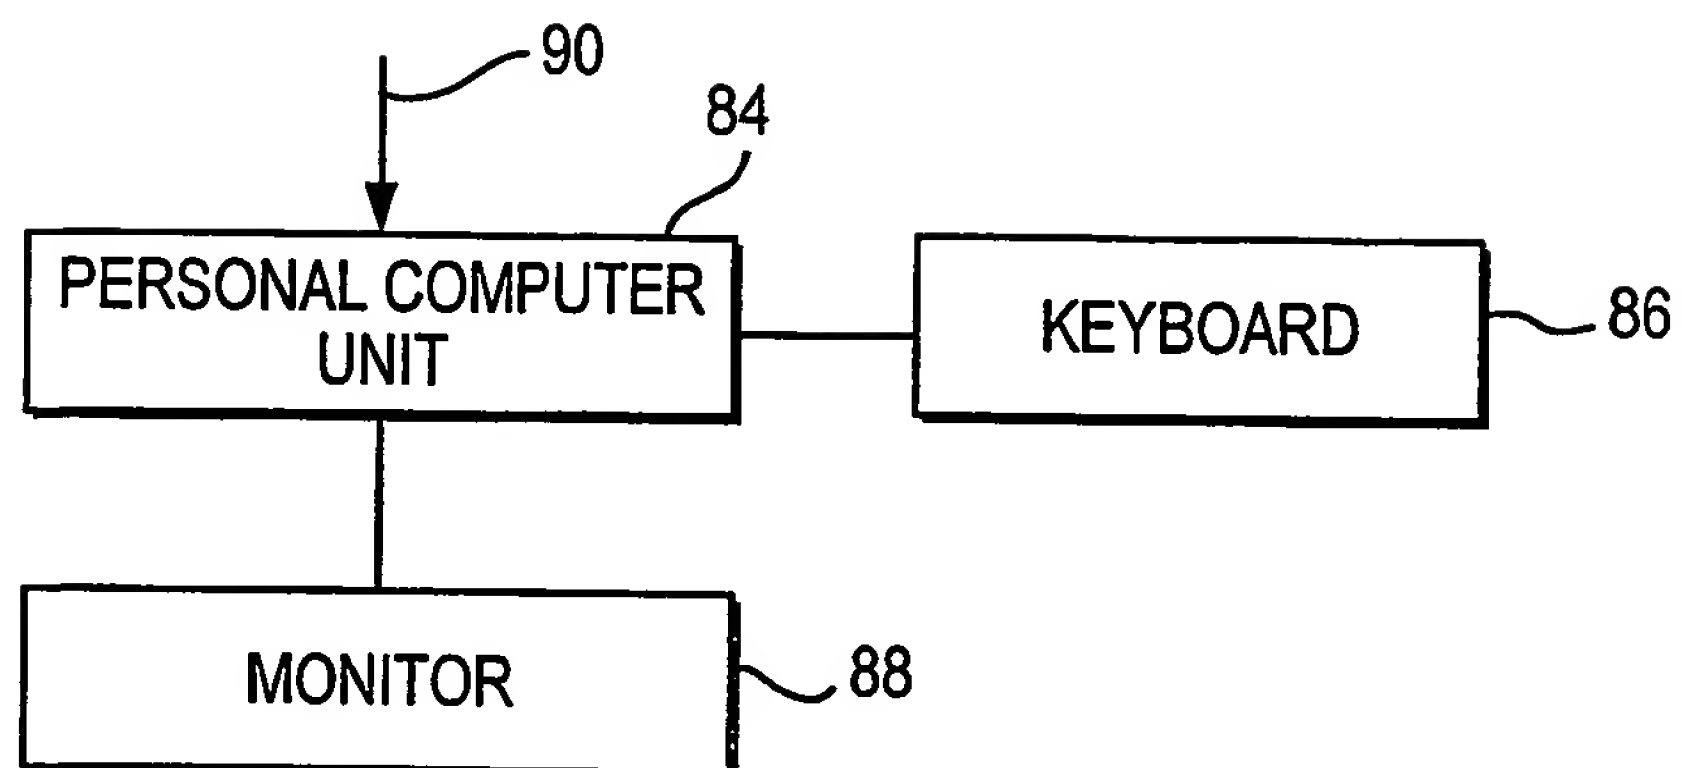 90
84
PERSONAL COMPUTER
UNIT
KEYBOARD
86
MONITOR
88